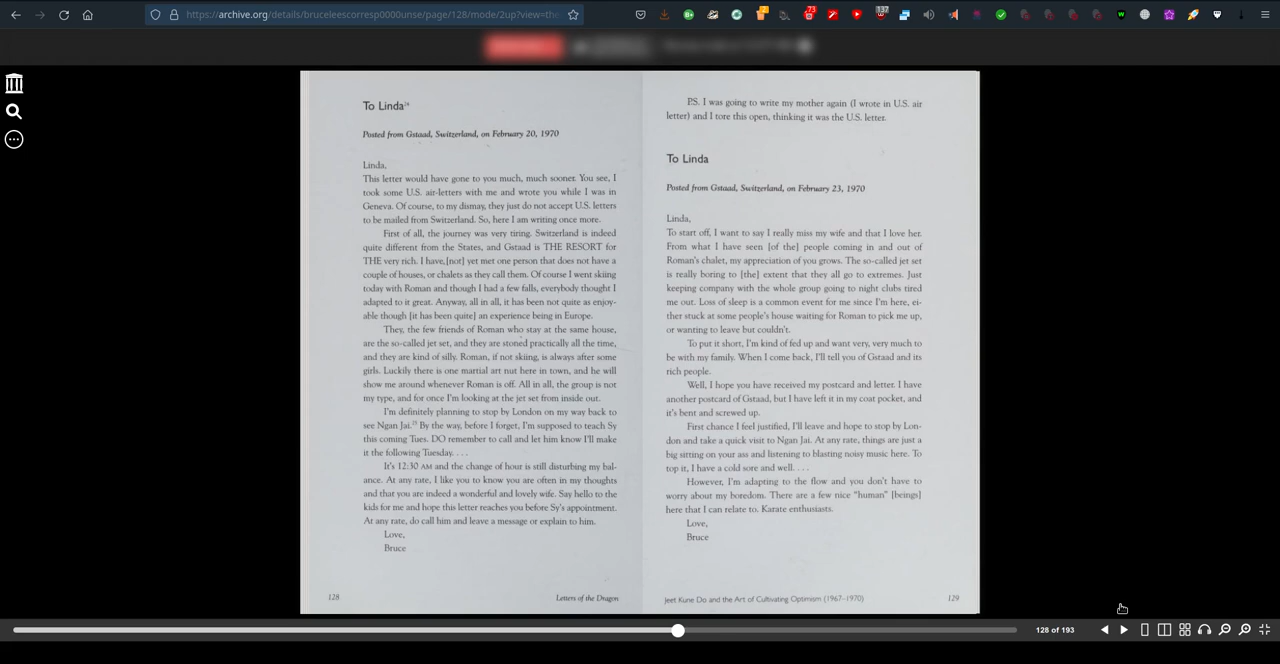 https://archive.org/details/bruceleescorresp0000unse/page/128/mode/2up?view=the
73
137
To Linda²⁴
Posted from Gstaad, Switzerland, on February 20, 1970
Linda,
This letter would have gone to you much, much sooner. You see, I
took some U.S. air-letters with me and wrote you while I was in
Geneva. Of course, to my dismay, they just do not accept U.S. letters
to be mailed from Switzerland. So, here I am writing once more.
First of all, the journey was very tiring. Switzerland is indeed
quite different from the States, and Gstaad is THE RESORT for
THE very rich. I have,[not] yet met one person that does not have a
couple of houses, or chalets as they call them. Of course I went skiing
today with Roman and though I had a few falls, everybody thought I
adapted to it great. Anyway, all in all, it has been not quite as enjoy-
able though [it has been quite] an experience being in Europe.
They, the few friends of Roman who stay at the same house,
are the so-called jet set, and they are stoned practically all the time,
and they are kind of silly. Roman, if not skiing, is always after some
girls. Luckily there is one martial art nut here in town, and he will
show me around whenever Roman is off. All in all, the group is not
my type, and for once I'm looking at the jet set from inside out.
I'm definitely planning to stop by London on my way back to
see Ngan Jai.²⁵ By the way, before I forget, I'm supposed to teach Sy
this coming Tues. DO remember to call and let him know I'll make
it the following Tuesday. . . .
It's 12:30 AM and the change of hour is still disturbing my bal-
ance. At any rate, I like you to know you are often in my thoughts
and that you are indeed a wonderful and lovely wife. Say hello to the
kids for me and hope this letter reaches you before Sy's appointment.
At any rate, do call him and leave a message or explain to him.
Love,
Bruce
128
Letters of the Dragon
P.S. I was going to write my mother again (I wrote in U.S. air
letter) and I tore this open, thinking it was the U.S. letter.
To Linda
Posted from Gstaad, Switzerland, on February 23, 1970
Linda,
To start off, I want to say I really miss my wife and that I love her.
From what I have seen [of the] people coming in and out of
Roman's chalet, my appreciation of you grows. The so-called jet set
is really boring to [the] extent that they all go to extremes. Just
keeping company with the whole group going to night clubs tired
me out. Loss of sleep is a common event for me since I'm here, ei-
ther stuck at some people's house waiting for Roman to pick me up,
or wanting to leave but couldn't.
To put it short, I'm kind of fed up and want very, very much to
be with my family. When I come back, I'll tell you of Gstaad and its
rich people.
Well, I hope you have received my postcard and letter. I have
another postcard of Gstaad, but I have left it in my coat pocket, and
it's bent and screwed up.
First chance I feel justified, I'll leave and hope to stop by Lon-
don and take a quick visit to Ngan Jai. At any rate, things are just a
big sitting on your ass and listening to blasting noisy music here. To
top it, I have a cold sore and well. . . .
However, I'm adapting to the flow and you don't have to
worry about my boredom. There are a few nice "human" [beings]
here that I can relate to. Karate enthusiasts.
Love,
Bruce
Jeet Kune Do and the Art of Cultivating Optimism (1967–1970)
129
128 of 193